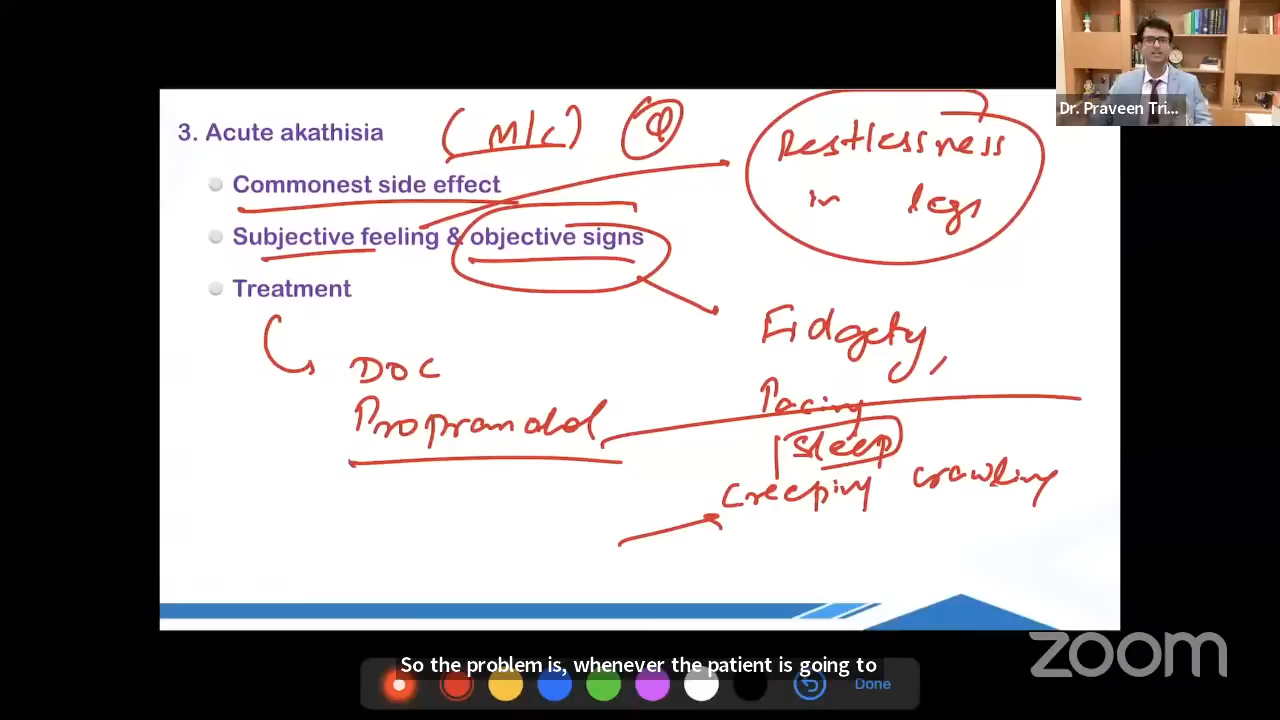 Dr. Praveen Tri...
3. Acute akathisia (M/C)
Restlessness
in legs
Commonest side effect
Subjective feeling & objective signs
Treatment
Fidgety,
DOC
Pacing
Propranolol
Sleep
creeping crawling
zoom
So the problem is, whenever the patient is going to
Done